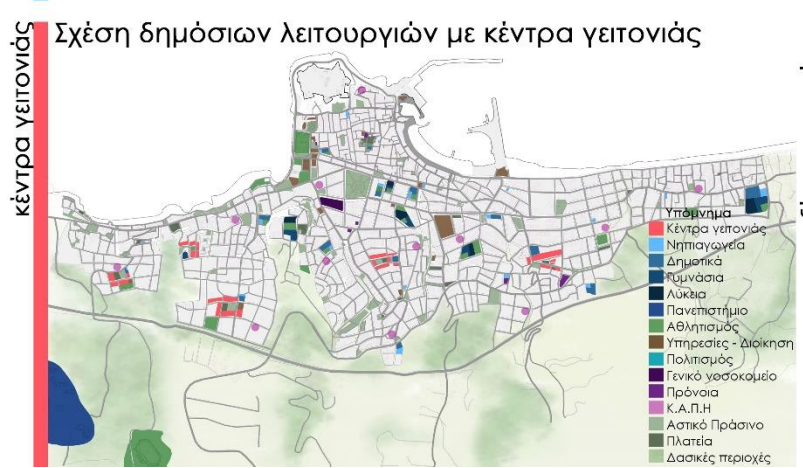 Σχέση δημόσιων λειτουργιών με κέντρα γειτονιάς
κέντρα γειτονιάς
Υπόμνημα
Κέντρα γειτονιάς
Νηπιαγωγεία
Δημοτικά
Γυμνάσια
Λύκεια
Πανεπιστήμιο
Αθλητισμός
Υπηρεσίες - Διοίκηση
Πολιτισμός
Γενικό νοσοκομείο
Πρόνοια
Κ.Α.Π.Η
Αστικό Πράσινο
Πλατεία
Δασικές περιοχές